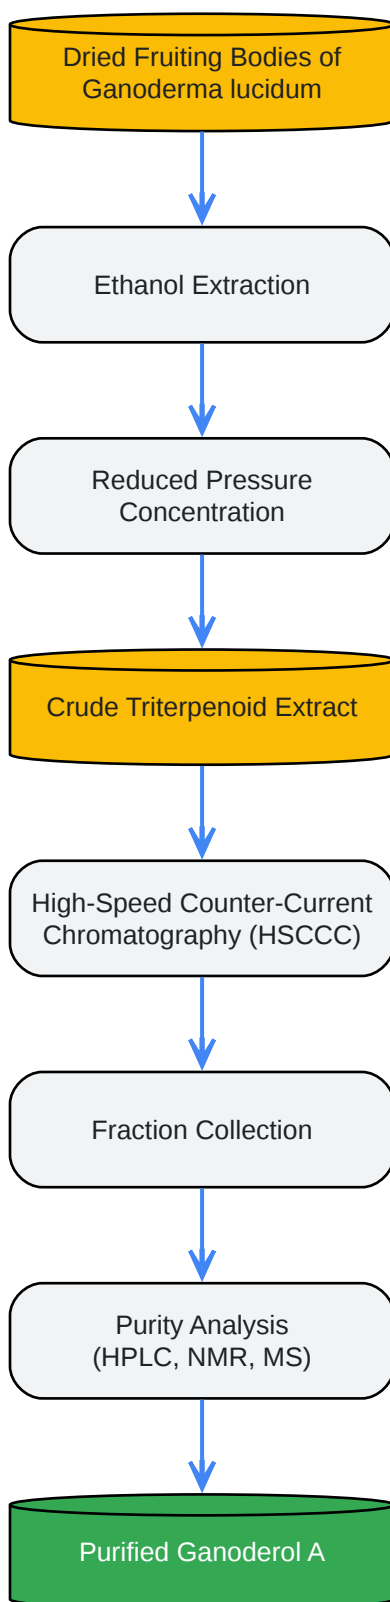 Dried Fruiting Bodies of
Ganoderma lucidum
Ethanol Extraction
Reduced Pressure
Concentration
Crude Triterpenoid Extract
High-Speed Counter-Current
Chromatography (HSCCC)
Fraction Collection
Purity Analysis
(HPLC, NMR, MS)
Purified Ganoderol A